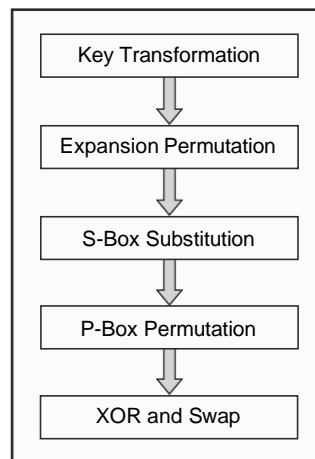 Key Transformation
Expansion Permutation
S-Box Substitution
P-Box Permutation
XOR and Swap